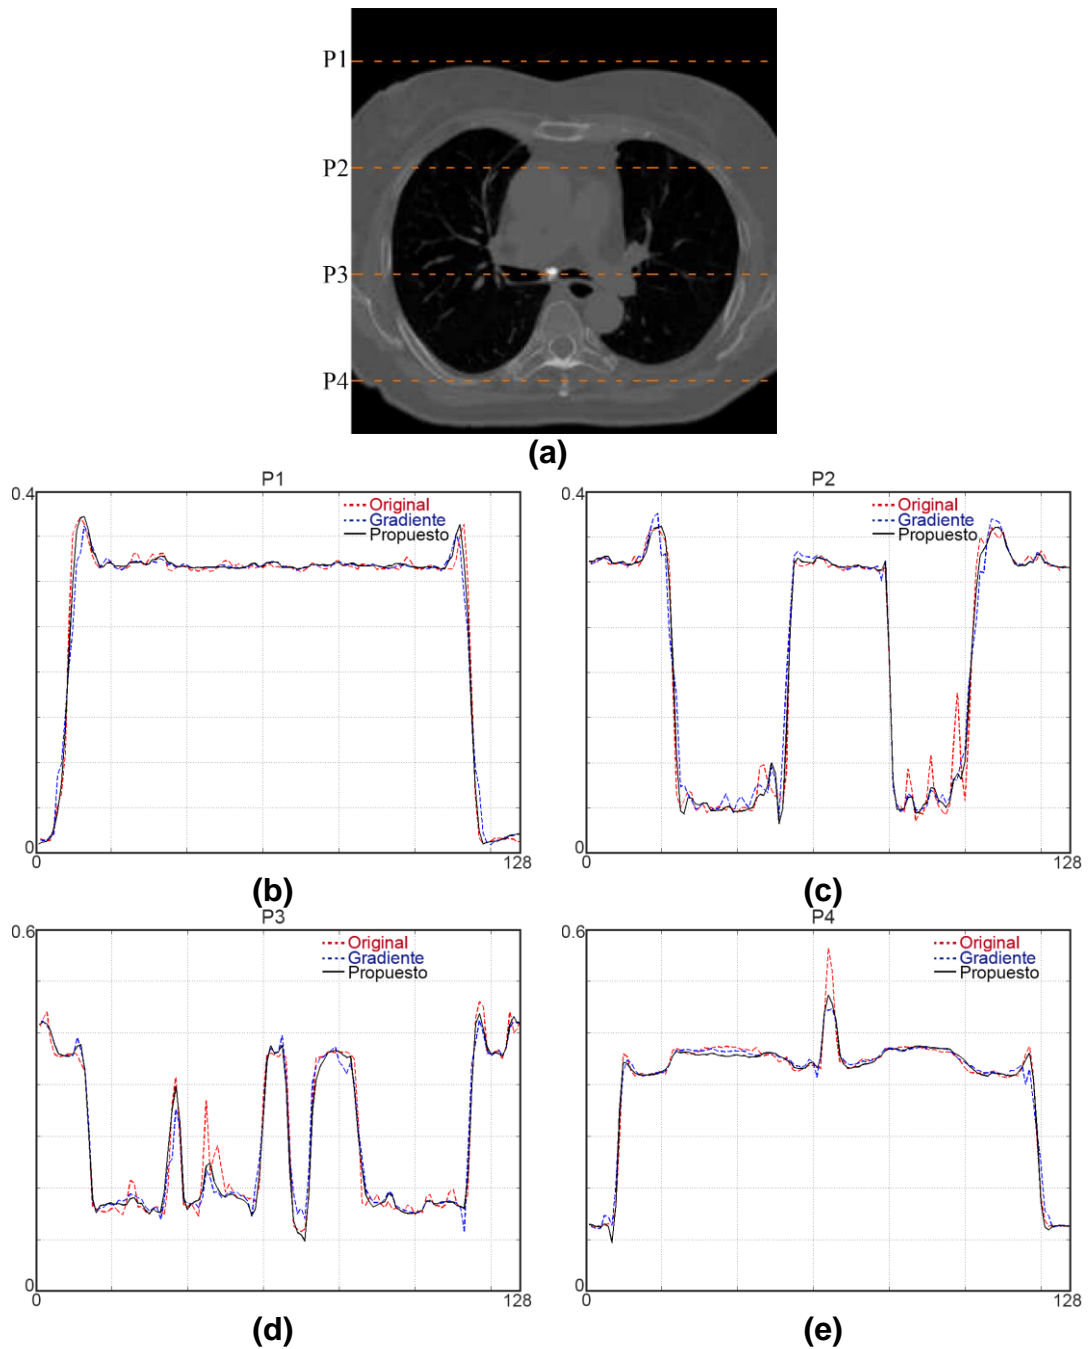 P1
P2
P3
P4
(a)
P1
0.4
Original
Gradiente
Propuesto
0
0
128
(b)
P2
0.4
Original
Gradiente
Propuesto
0
0
128
(c)
P3
0.6
Original
Gradiente
Propuesto
0
0
128
(d)
P4
0.6
Original
Gradiente
Propuesto
0
0
128
(e)